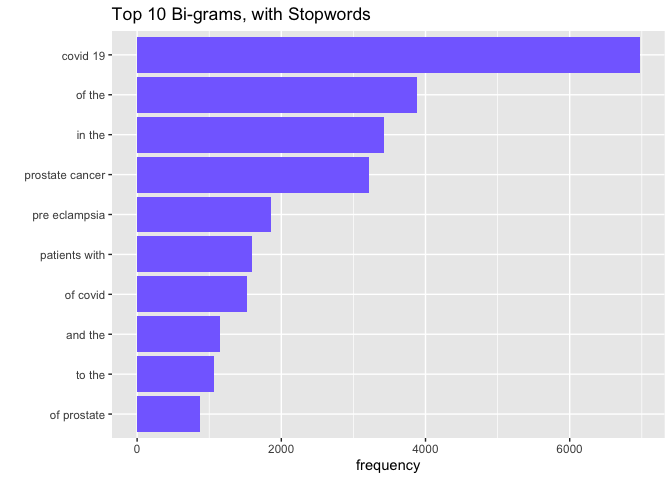 Top 10 Bi-grams, with Stopwords
covid 19
of the
in the
prostate cancer
pre eclampsia
patients with
of covid
and the
to the
of prostate
0 2000 4000 6000
frequency